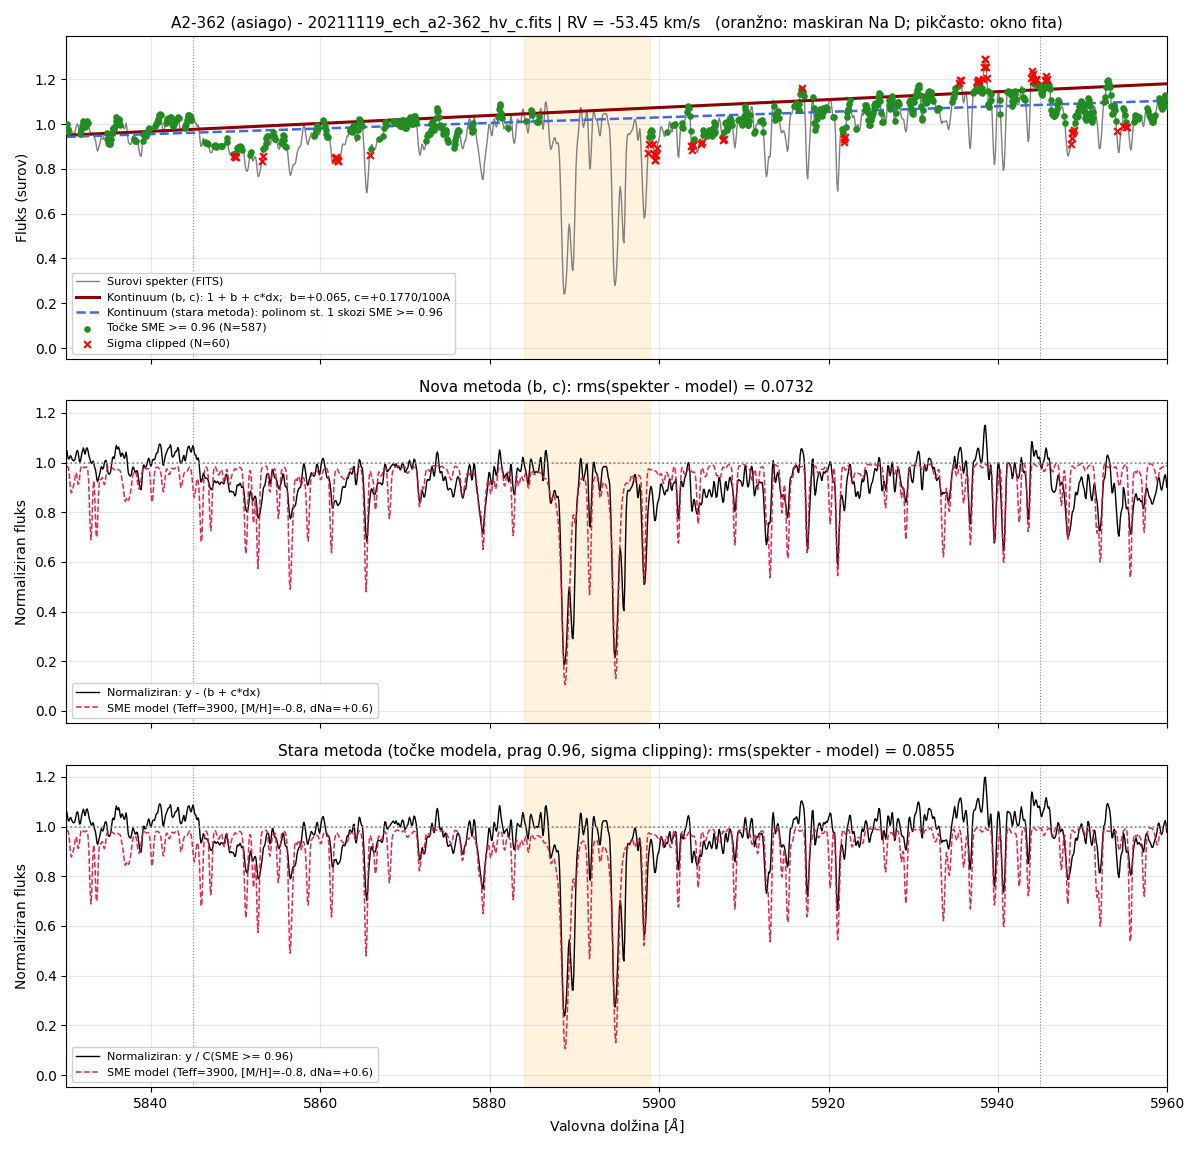 A2-362 (asiago) - 20211119_ech_a2-362_hv_c.fits | RV = -53.45 km/s   (oranžno: maskiran Na D; pikčasto: okno fita)
1.2
1.0
0.8
0.6
0.4
0.2
0.0
Fluks (surov)
Surovi spekter (FITS)
Kontinuum (b, c): 1 + b + c*dx;  b=+0.065, c=+0.1770/100A
Kontinuum (stara metoda): polinom st. 1 skozi SME >= 0.96
Točke SME >= 0.96 (N=587)
Sigma clipped (N=60)
Nova metoda (b, c): rms(spekter - model) = 0.0732
1.2
1.0
0.8
0.6
0.4
0.2
0.0
Normaliziran fluks
Normaliziran: y - (b + c*dx)
SME model (Teff=3900, [M/H]=-0.8, dNa=+0.6)
Stara metoda (točke modela, prag 0.96, sigma clipping): rms(spekter - model) = 0.0855
1.2
1.0
0.8
0.6
0.4
0.2
0.0
Normaliziran fluks
Normaliziran: y / C(SME >= 0.96)
SME model (Teff=3900, [M/H]=-0.8, dNa=+0.6)
5840 5860 5880 5900 5920 5940 5960
Valovna dolžina [Å]